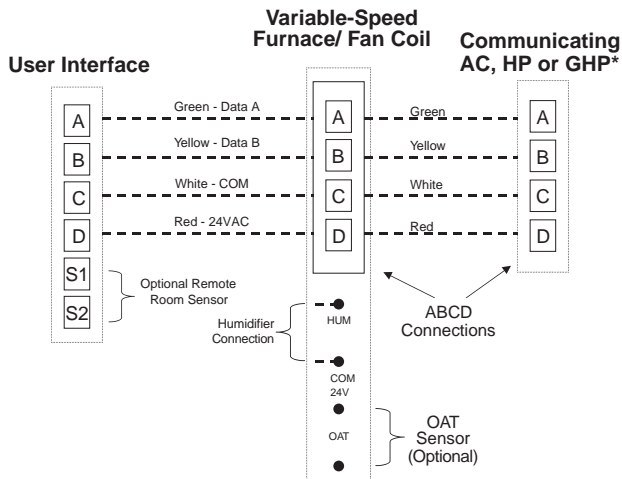 Variable-Speed
Furnace/ Fan Coil
Communicating
AC, HP or GHP*
User Interface
A
Green - Data A
A
Green
A
B
Yellow - Data B
B
Yellow
B
C
White - COM
C
White
C
D
Red - 24VAC
D
Red
D
S1
S2
Optional Remote
Room Sensor
Humidifier
Connection
HUM
COM
24V
ABCD
Connections
OAT
OAT
Sensor
(Optional)